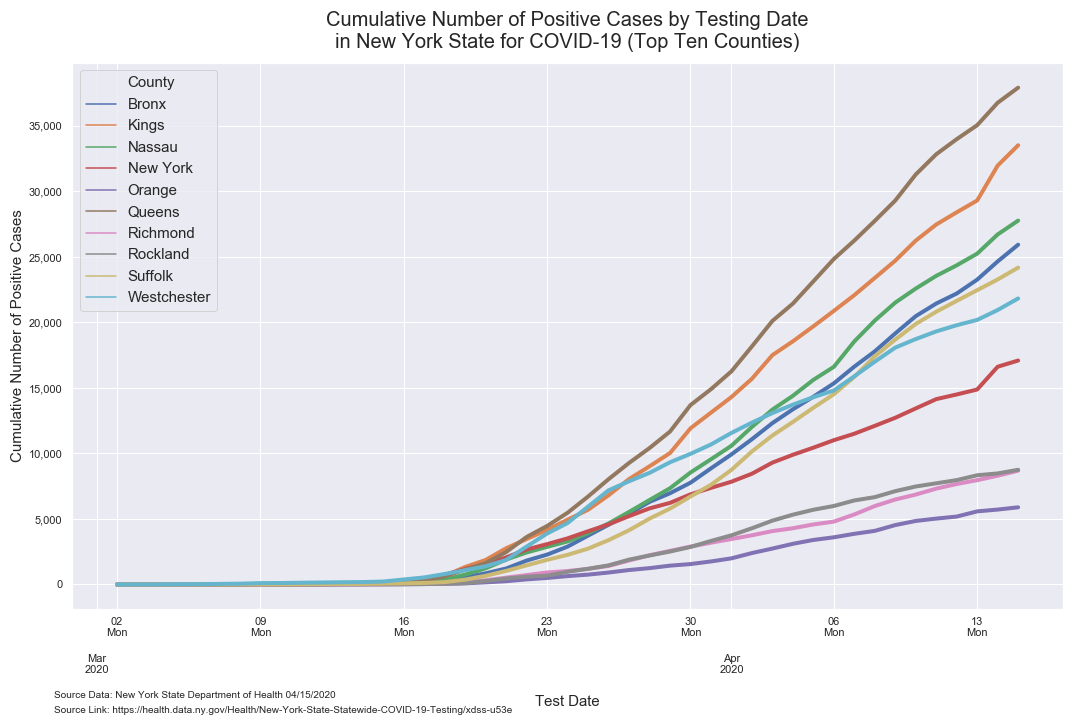 Cumulative Number of Positive Cases by Testing Date
in New York State for COVID-19 (Top Ten Counties)
County
Bronx
Kings
Nassau
New York
Orange
Queens
Richmond
Rockland
Suffolk
Westchester
Cumulative Number of Positive Cases
35,000
30,000
25,000
20,000
15,000
10,000
5,000
0
02 09 16 23 30 06 13
Mon Mon Mon Mon Mon Mon Mon
Mar Apr
2020 2020
Test Date
Source Data: New York State Department of Health 04/15/2020
Source Link: https://health.data.ny.gov/Health/New-York-State-Statewide-COVID-19-Testing/xdss-u53e